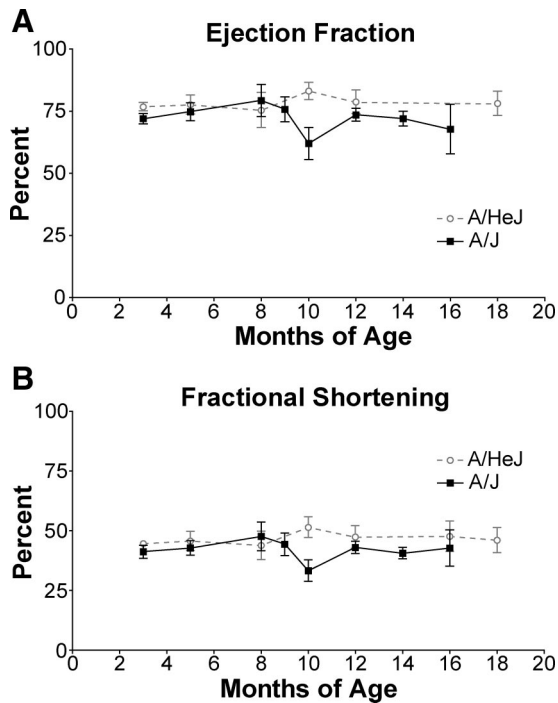 A
Ejection Fraction
100
75
50
25
0
Percent
A/HeJ
A/J
0 2 4 6 8 10 12 14 16 18 20
Months of Age
B
Fractional Shortening
100
75
50
25
0
Percent
A/HeJ
A/J
0 2 4 6 8 10 12 14 16 18 20
Months of Age